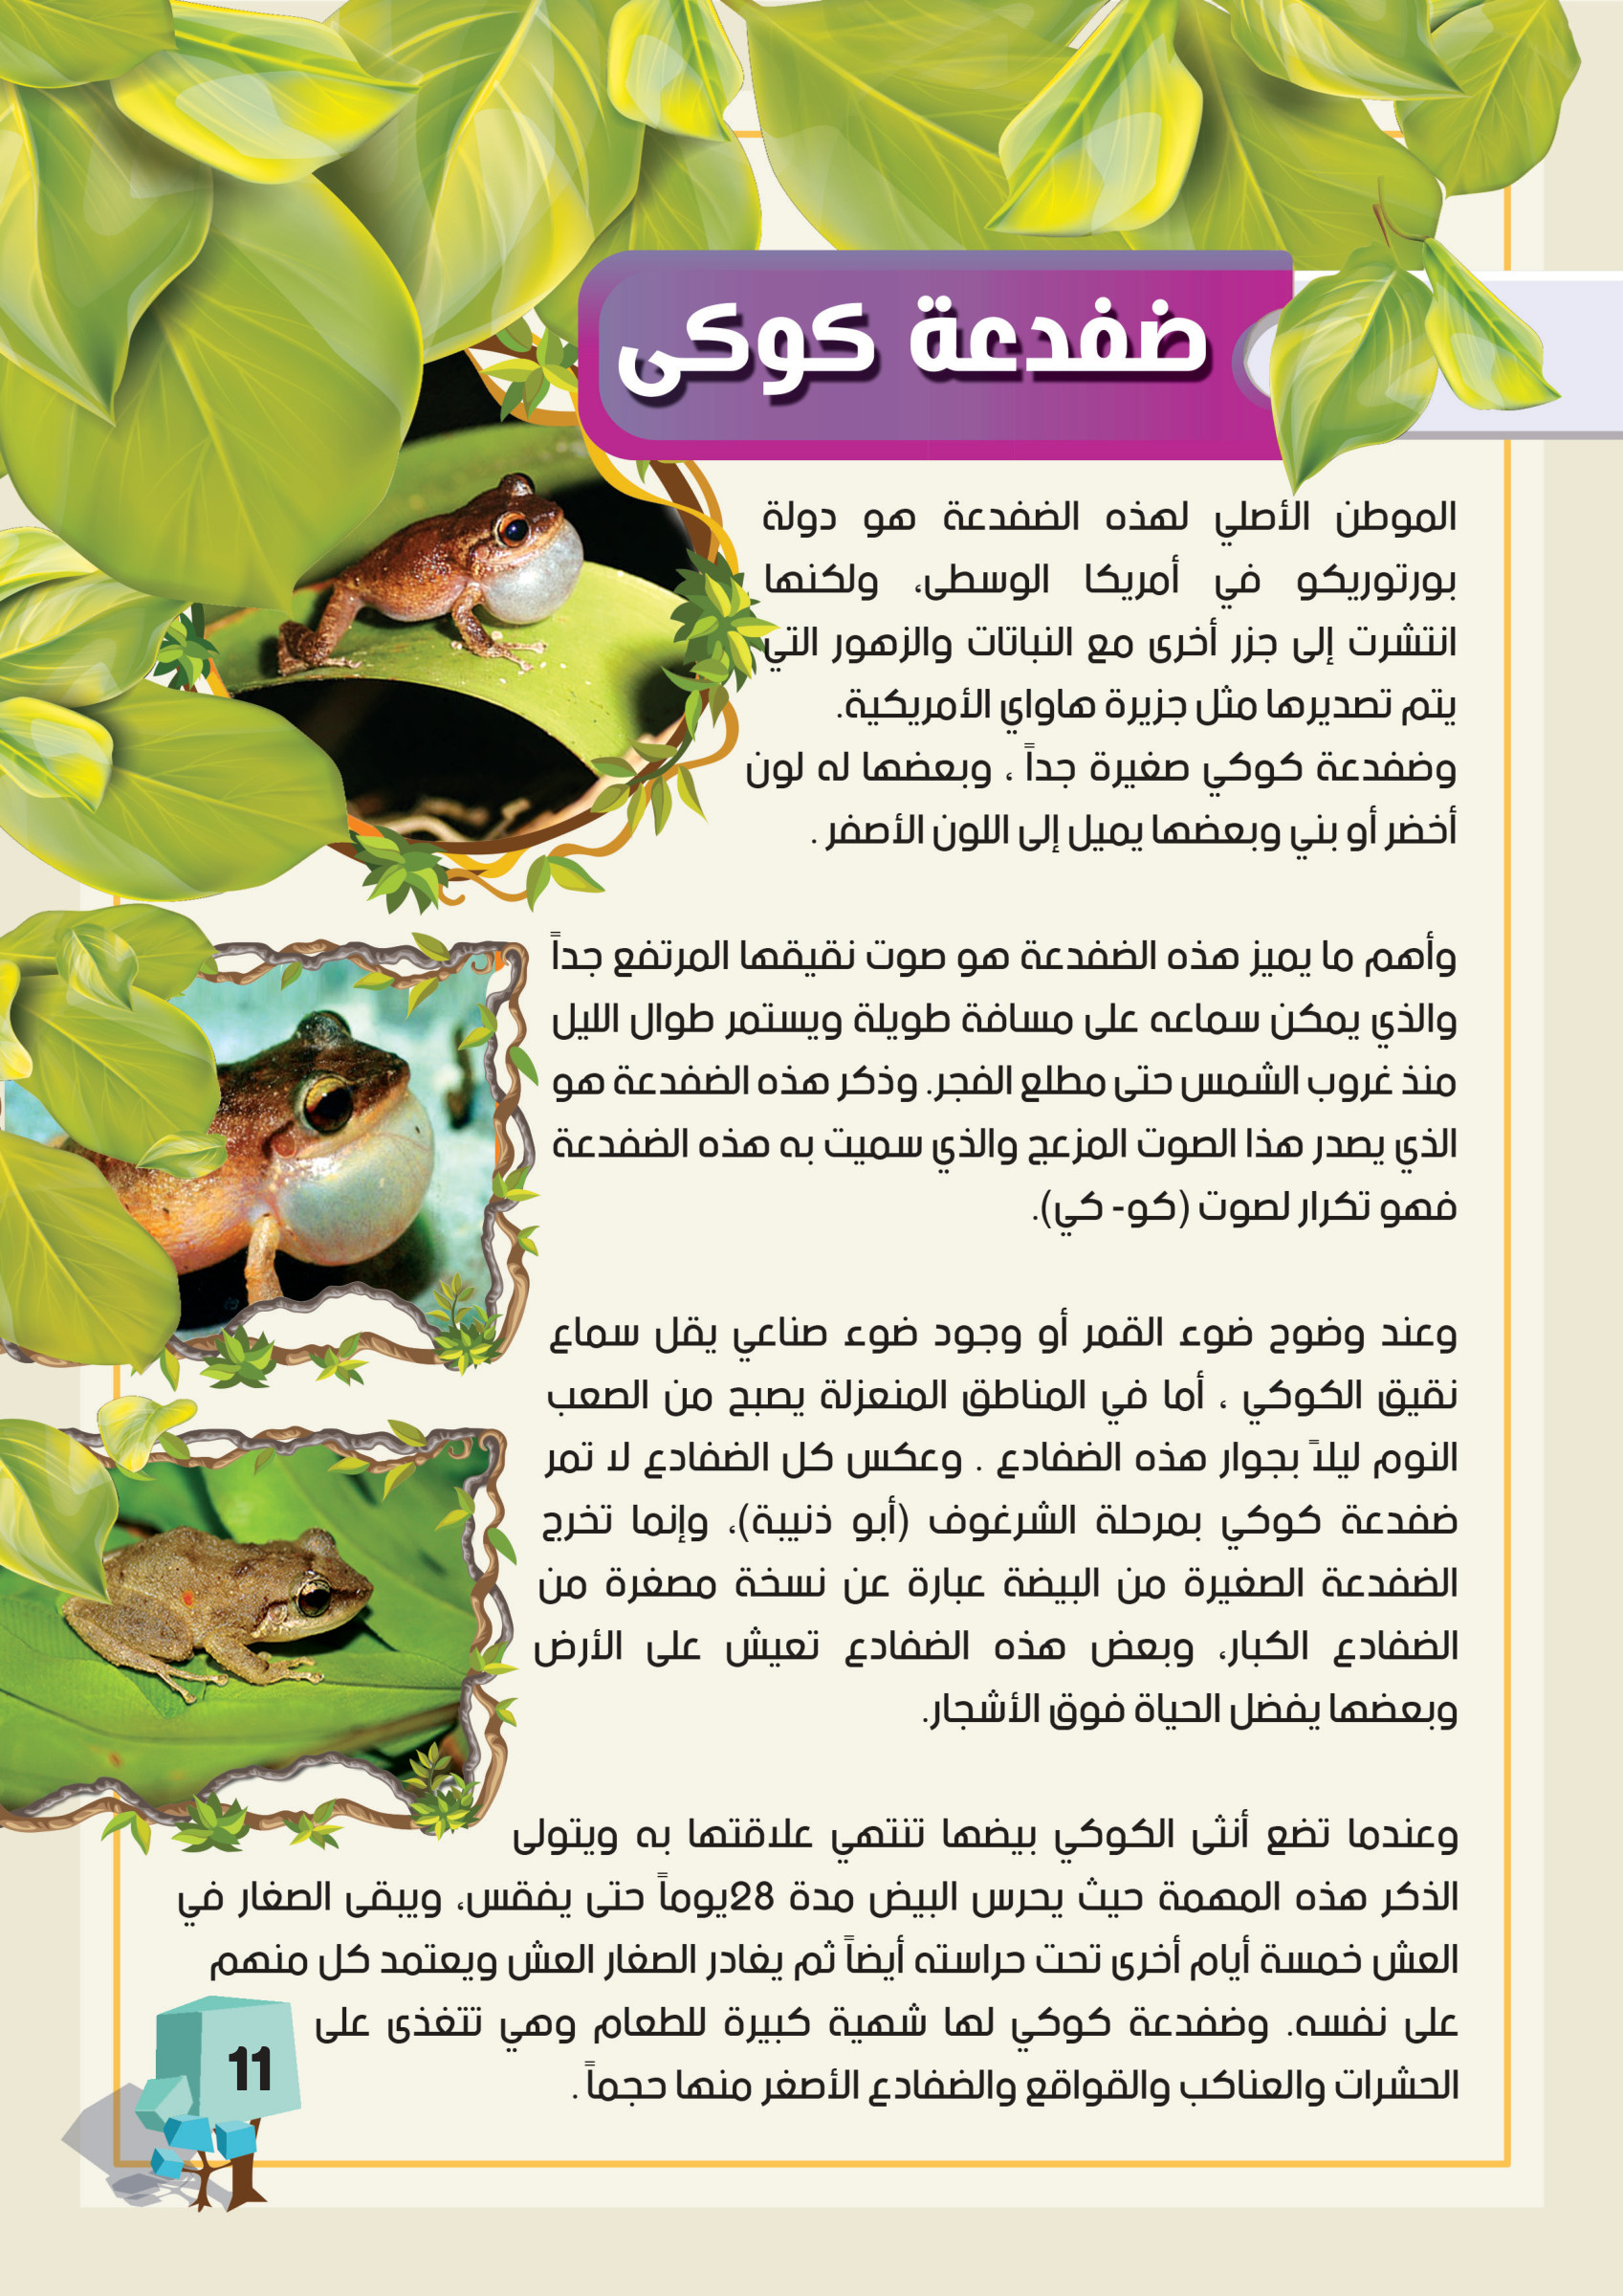 ضفدعة كوكى
الموطن الأصلي لهذه الضفدعة هو دولة
بورتوريكو في أمريكا الوسطى، ولكنها
انتشرت إلى جزر أخرى مع النباتات والزهور التي
يتم تصديرها مثل جزيرة هاواي الأمريكية.
وضفدعة كوكي صغيرة جداً ، وبعضها له لون
أخضر أو بني وبعضها يميل إلى اللون الأصفر .
وأهم ما يميز هذه الضفدعة هو صوت نقيقها المرتفع جداً
والذي يمكن سماعه على مسافة طويلة ويستمر طوال الليل
منذ غروب الشمس حتى مطلع الفجر. وذكر هذه الضفدعة هو
الذي يصدر هذا الصوت المزعج والذي سميت به هذه الضفدعة
فهو تكرار لصوت (كو- كي).
وعند وضوح ضوء القمر أو وجود ضوء صناعي يقل سماع
نقيق الكوكي ، أما في المناطق المنعزلة يصبح من الصعب
النوم ليلاً بجوار هذه الضفادع . وعكس كل الضفادع لا تمر
ضفدعة كوكي بمرحلة الشرغوف (أبو ذنيبة)، وإنما تخرج
الضفدعة الصغيرة من البيضة عبارة عن نسخة مصغرة من
الضفادع الكبار، وبعض هذه الضفادع تعيش على الأرض
وبعضها يفضل الحياة فوق الأشجار.
وعندما تضع أنثى الكوكي بيضها تنتهي علاقتها به ويتولى
الذكر هذه المهمة حيث يحرس البيض مدة 28يوماً حتى يفقس، ويبقى الصغار في
العش خمسة أيام أخرى تحت حراسته أيضاً ثم يغادر الصغار العش ويعتمد كل منهم
على نفسه. وضفدعة كوكي لها شهية كبيرة للطعام وهي تتغذى على
الحشرات والعناكب والقواقع والضفادع الأصغر منها حجماً .
11